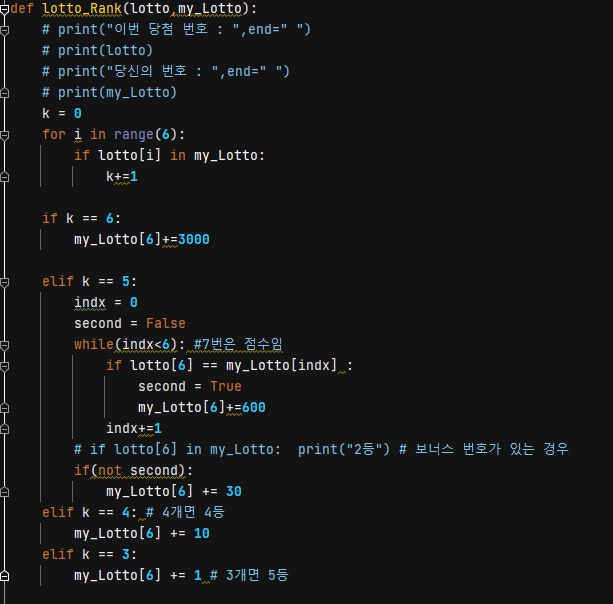 def lotto_Rank(lotto,my_Lotto):
    # print("이번 당첨 번호 : ",end=" ")
    # print(lotto)
    # print("당신의 번호 : ",end=" ")
    # print(my_Lotto)
    k = 0
    for i in range(6):
        if lotto[i] in my_Lotto:
            k+=1
    if k == 6:
        my_Lotto[6]+=3000
    elif k == 5:
        indx = 0
        second = False
        while(indx<6): #7번은 점수임
            if lotto[6] == my_Lotto[indx] :
                second = True
                my_Lotto[6]+=600
            indx+=1
        # if lotto[6] in my_Lotto:  print("2등") # 보너스 번호가 있는 경우
        if(not second):
            my_Lotto[6] += 30
    elif k == 4: # 4개면 4등
        my_Lotto[6] += 10
    elif k == 3:
        my_Lotto[6] += 1 # 3개면 5등